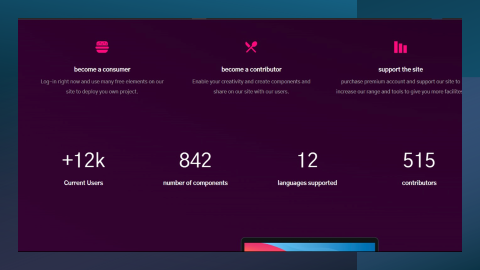 become a consumer
Log-in right now and use many free elements on our
site to deploy you own project.
become a contributor
Enable your creativity and create components and
share on our site with our users.
support the site
purchase premium account and support our site to
increase our range and tools to give you more faciliter
+12k
Current Users
842
number of components
12
languages supported
515
contributors